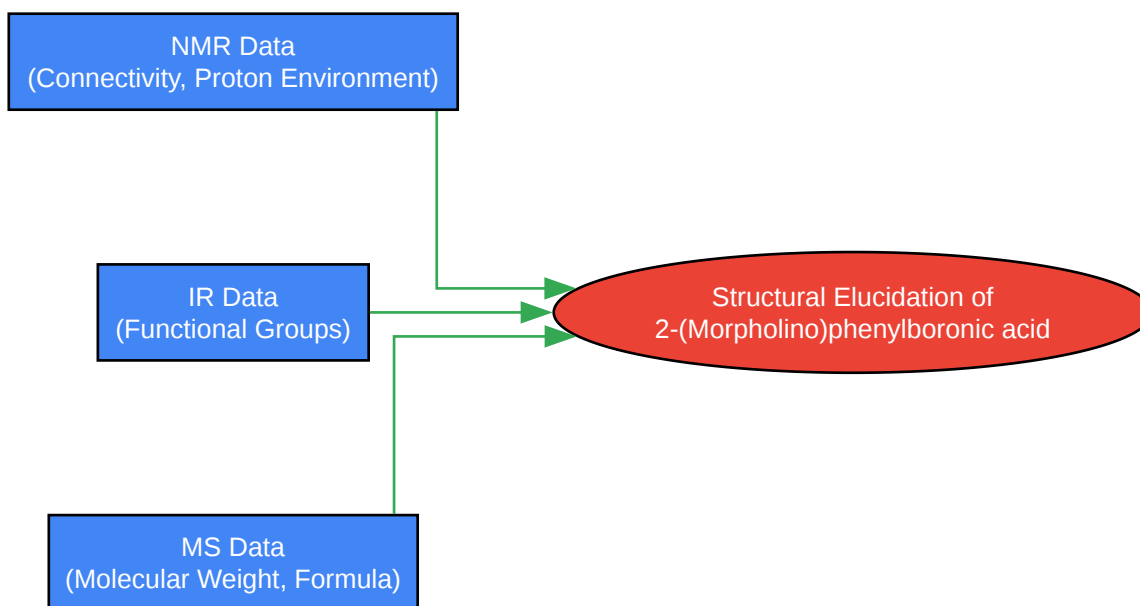 NMR Data
(Connectivity, Proton Environment)
IR Data
(Functional Groups)
Structural Elucidation of
2-(Morpholino)phenylboronic acid
MS Data
(Molecular Weight, Formula)